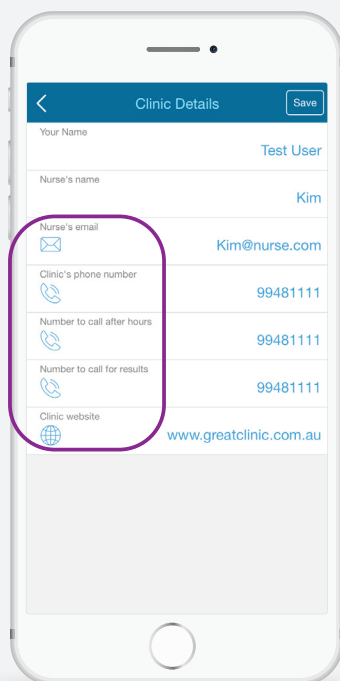 Clinic Details
Save
Your Name
Test User
Nurse's name
Kim
Nurse's email
Kim@nurse.com
Clinic's phone number
99481111
Number to call after hours
99481111
Number to call for results
99481111
Clinic website
www.greatclinic.com.au